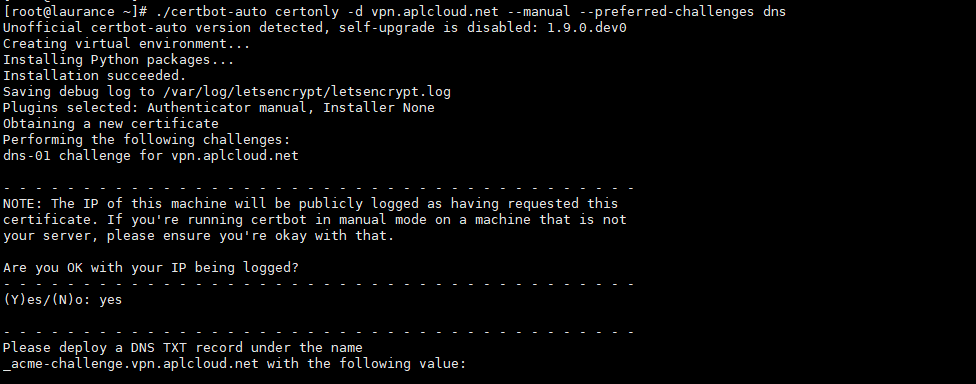 [root@laurance ~]# ./certbot-auto certonly -d vpn.aplcloud.net --manual --preferred-challenges dns
Unofficial certbot-auto version detected, self-upgrade is disabled: 1.9.0.dev0
Creating virtual environment...
Installing Python packages...
Installation succeeded.
Saving debug log to /var/log/letsencrypt/letsencrypt.log
Plugins selected: Authenticator manual, Installer None
Obtaining a new certificate
Performing the following challenges:
dns-01 challenge for vpn.aplcloud.net
- - - - - - - - - - - - - - - - - - - - - - - - - - - - - - - - - - - - - - - -
NOTE: The IP of this machine will be publicly logged as having requested this
certificate. If you're running certbot in manual mode on a machine that is not
your server, please ensure you're okay with that.
Are you OK with your IP being logged?
- - - - - - - - - - - - - - - - - - - - - - - - - - - - - - - - - - - - - - - -
(Y)es/(N)o: yes
- - - - - - - - - - - - - - - - - - - - - - - - - - - - - - - - - - - - - - - -
Please deploy a DNS TXT record under the name
_acme-challenge.vpn.aplcloud.net with the following value: